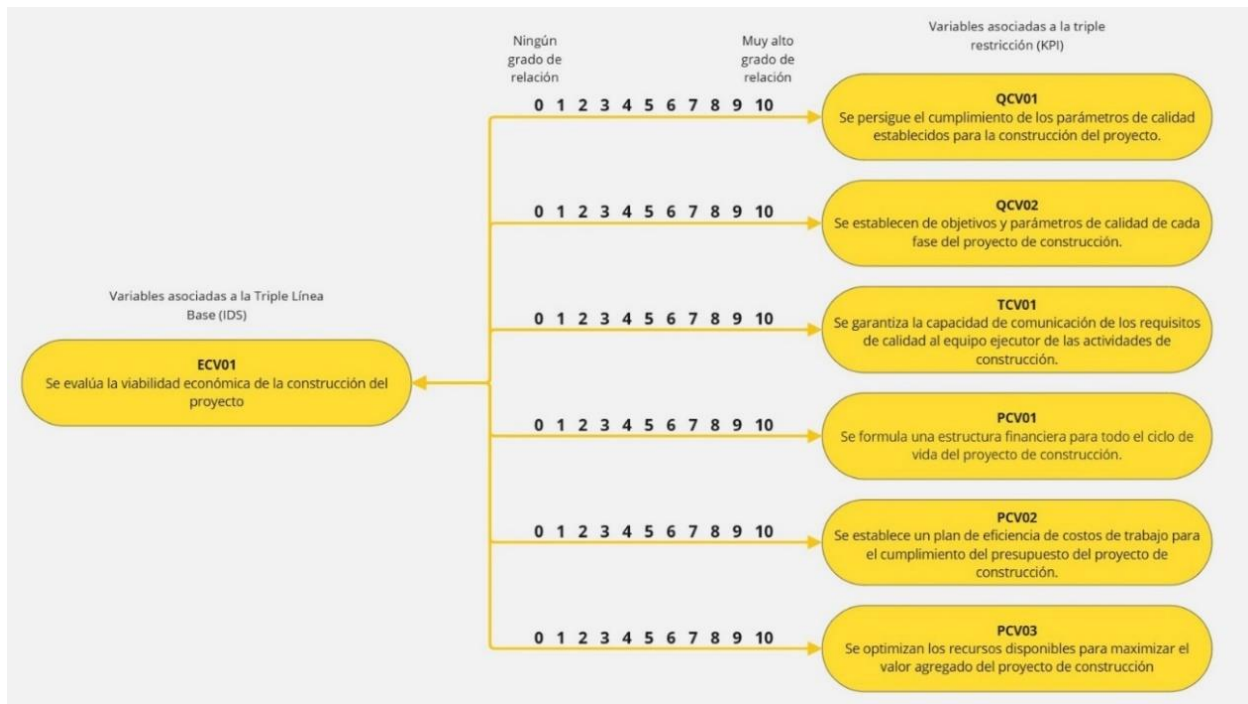 Ningún
grado de
relación
Muy alto
grado de
relación
Variables asociadas a la triple
restricción (KPI)
0 1 2 3 4 5 6 7 8 9 10
QCV01
Se persigue el cumplimiento de los parámetros de calidad
establecidos para la construcción del proyecto.
0 1 2 3 4 5 6 7 8 9 10
QCV02
Se establecen de objetivos y parámetros de calidad de cada
fase del proyecto de construcción.
Variables asociadas a la Triple Línea
Base (IDS)
0 1 2 3 4 5 6 7 8 9 10
TCV01
Se garantiza la capacidad de comunicación de los requisitos
de calidad al equipo ejecutor de las actividades de
construcción.
ECV01
Se evalúa la viabilidad económica de la construcción del
proyecto
0 1 2 3 4 5 6 7 8 9 10
PCV01
Se formula una estructura financiera para todo el ciclo de
vida del proyecto de construcción.
0 1 2 3 4 5 6 7 8 9 10
PCV02
Se establece un plan de eficiencia de costos de trabajo para
el cumplimiento del presupuesto del proyecto de
construcción.
0 1 2 3 4 5 6 7 8 9 10
PCV03
Se optimizan los recursos disponibles para maximizar el
valor agregado del proyecto de construcción